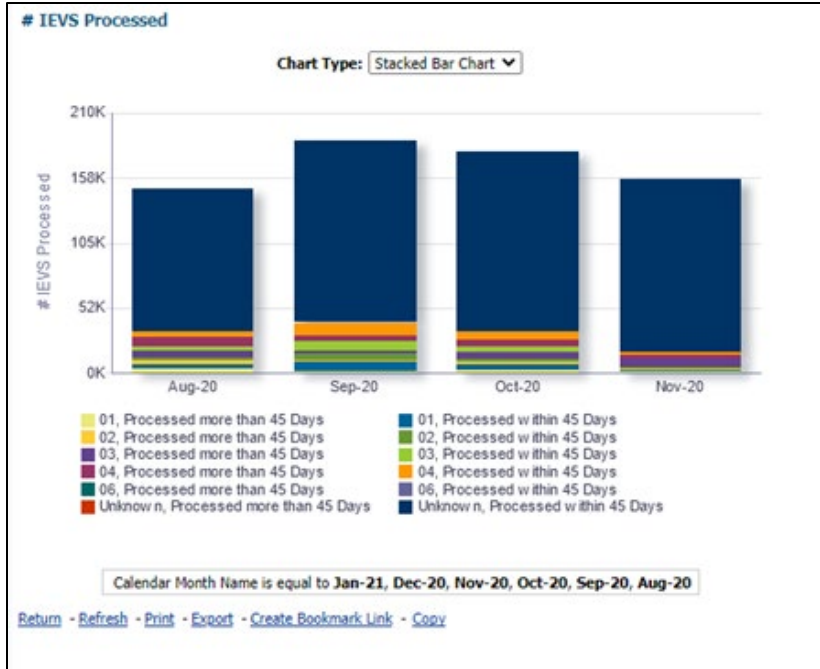 # IEVS Processed
Chart Type: Stacked Bar Chart
210K
158K
105K
52K
0K
# IEVS Processed
Aug-20 Sep-20 Oct-20 Nov-20
01, Processed more than 45 Days 01, Processed within 45 Days
02, Processed more than 45 Days 02, Processed within 45 Days
03, Processed more than 45 Days 03, Processed within 45 Days
04, Processed more than 45 Days 04, Processed within 45 Days
06, Processed more than 45 Days 06, Processed within 45 Days
Unknown, Processed more than 45 Days Unknown, Processed within 45 Days
Calendar Month Name is equal to Jan-21, Dec-20, Nov-20, Oct-20, Sep-20, Aug-20
Return - Refresh - Print - Export - Create Bookmark Link - Copy